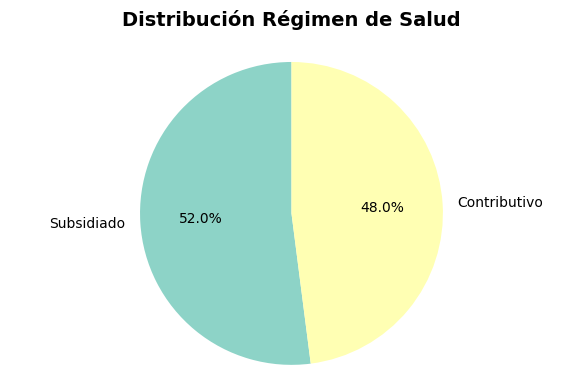 Distribución Régimen de Salud
Contributivo
48.0%
52.0%
Subsidiado